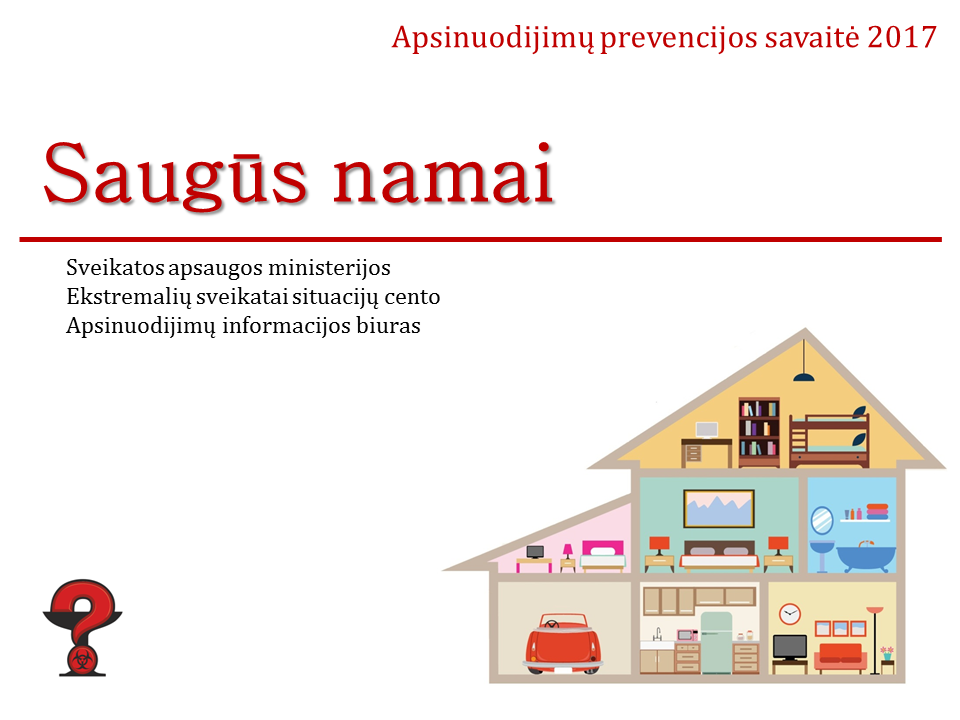 Apsinuodijimų prevencijos savaitė 2017
Saugūs namai
Sveikatos apsaugos ministerijos
Ekstremalių sveikatai situacijų cento
Apsinuodijimų informacijos biuras